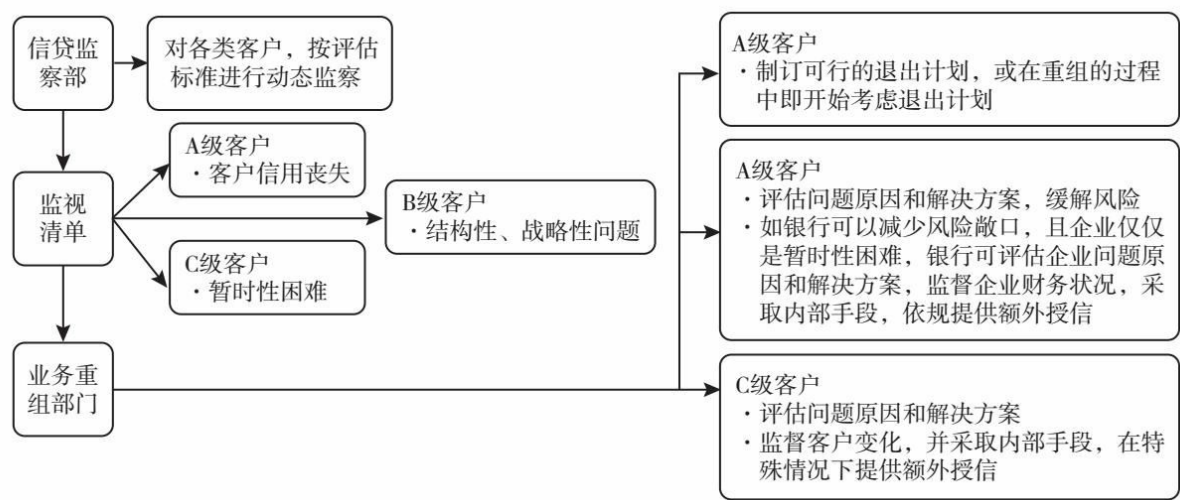 信贷监
察部
对各类客户，按评估
标准进行动态监察
监视
清单
A级客户
·客户信用丧失
B级客户
·结构性、战略性问题
C级客户
·暂时性困难
业务重
组部门
A级客户
·制订可行的退出计划，或在重组的过程
中即开始考虑退出计划
A级客户
·评估问题原因和解决方案，缓解风险
·如银行可以减少风险敞口，且企业仅仅
是暂时性困难，银行可评估企业问题原
因和解决方案，监督企业财务状况，采
取内部手段，依规提供额外授信
C级客户
·评估问题原因和解决方案
·监督客户变化，并采取内部手段，在特
殊情况下提供额外授信